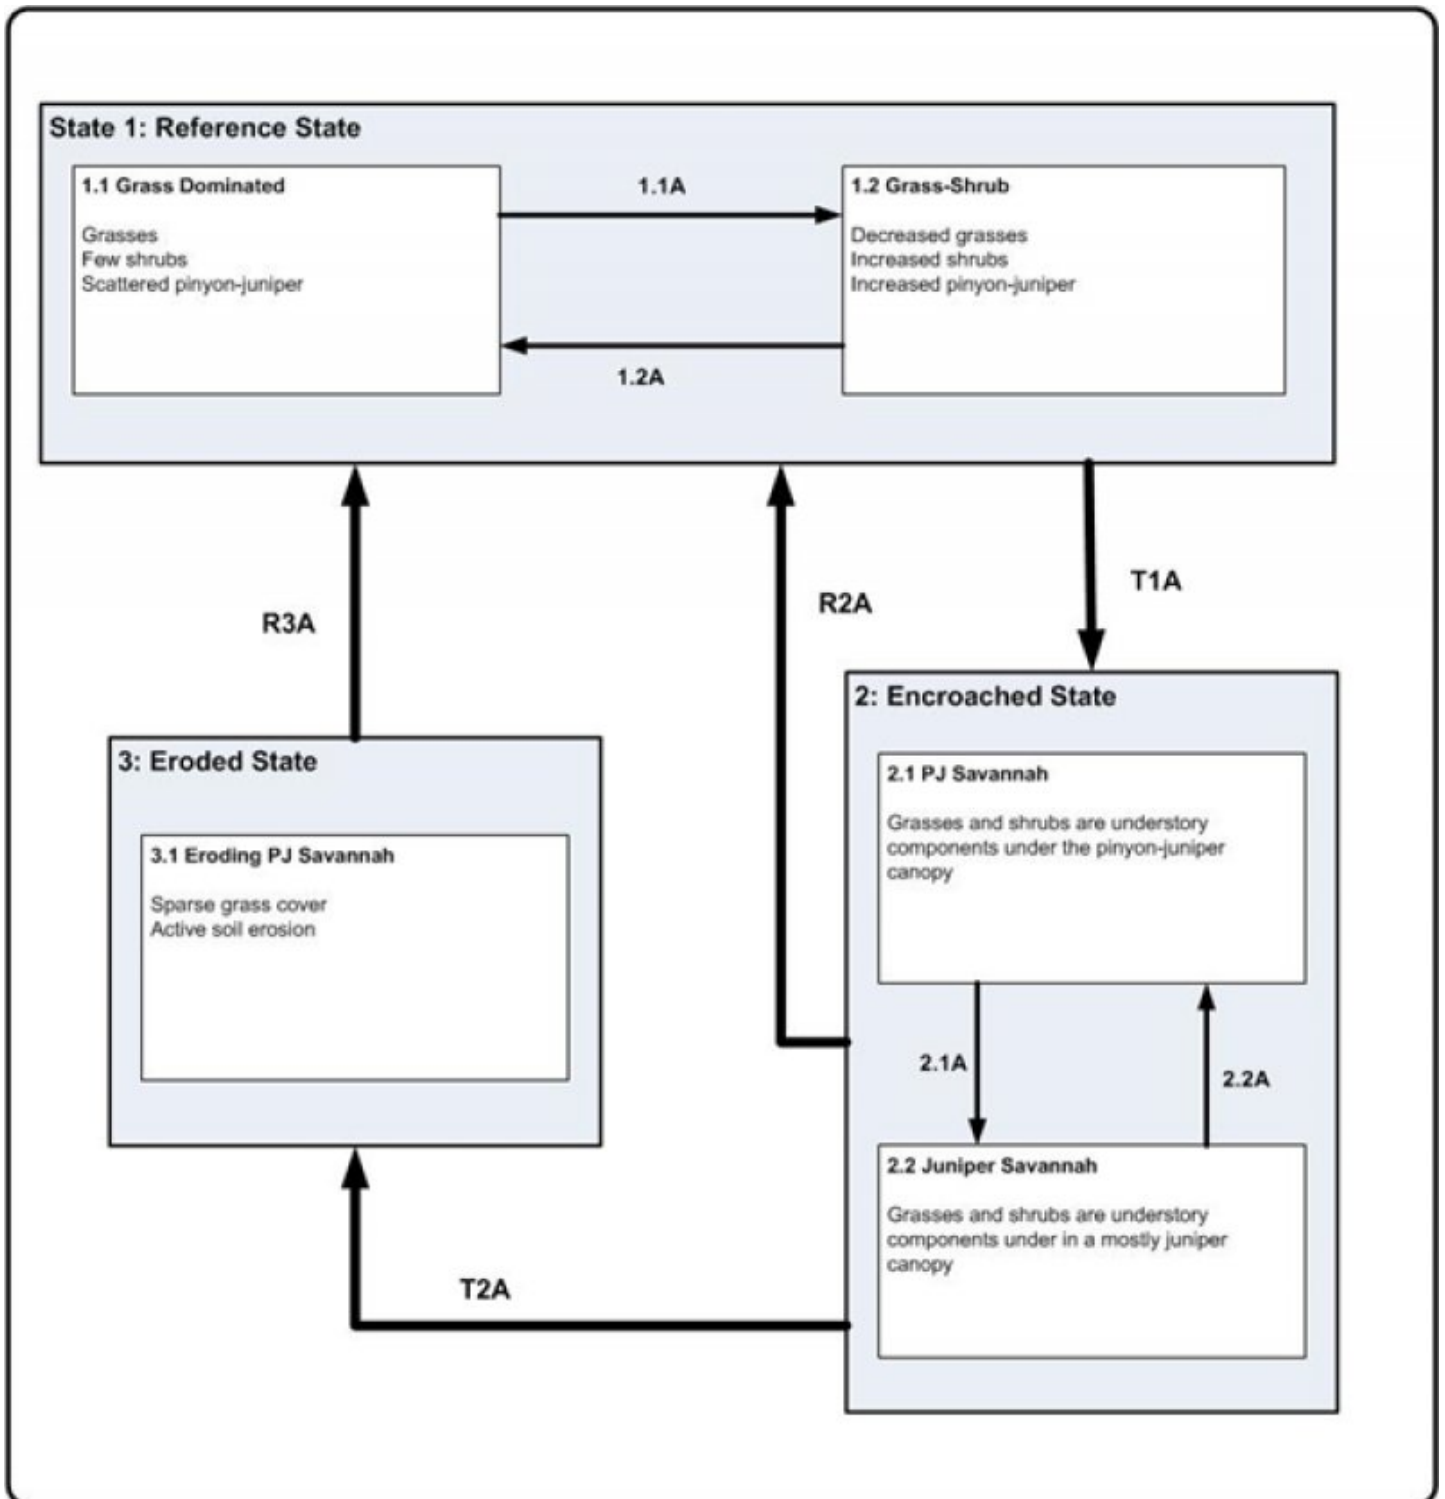 State 1: Reference State
1.1 Grass Dominated
Grasses
Few shrubs
Scattered pinyon-juniper
1.1A
1.2A
1.2 Grass-Shrub
Decreased grasses
Increased shrubs
Increased pinyon-juniper
R3A
R2A
T1A
2: Encroached State
2.1 PJ Savannah
Grasses and shrubs are understory
components under the pinyon-juniper
canopy
2.1A
2.2A
2.2 Juniper Savannah
Grasses and shrubs are understory
components under in a mostly juniper
canopy
3: Eroded State
3.1 Eroding PJ Savannah
Sparse grass cover
Active soil erosion
T2A